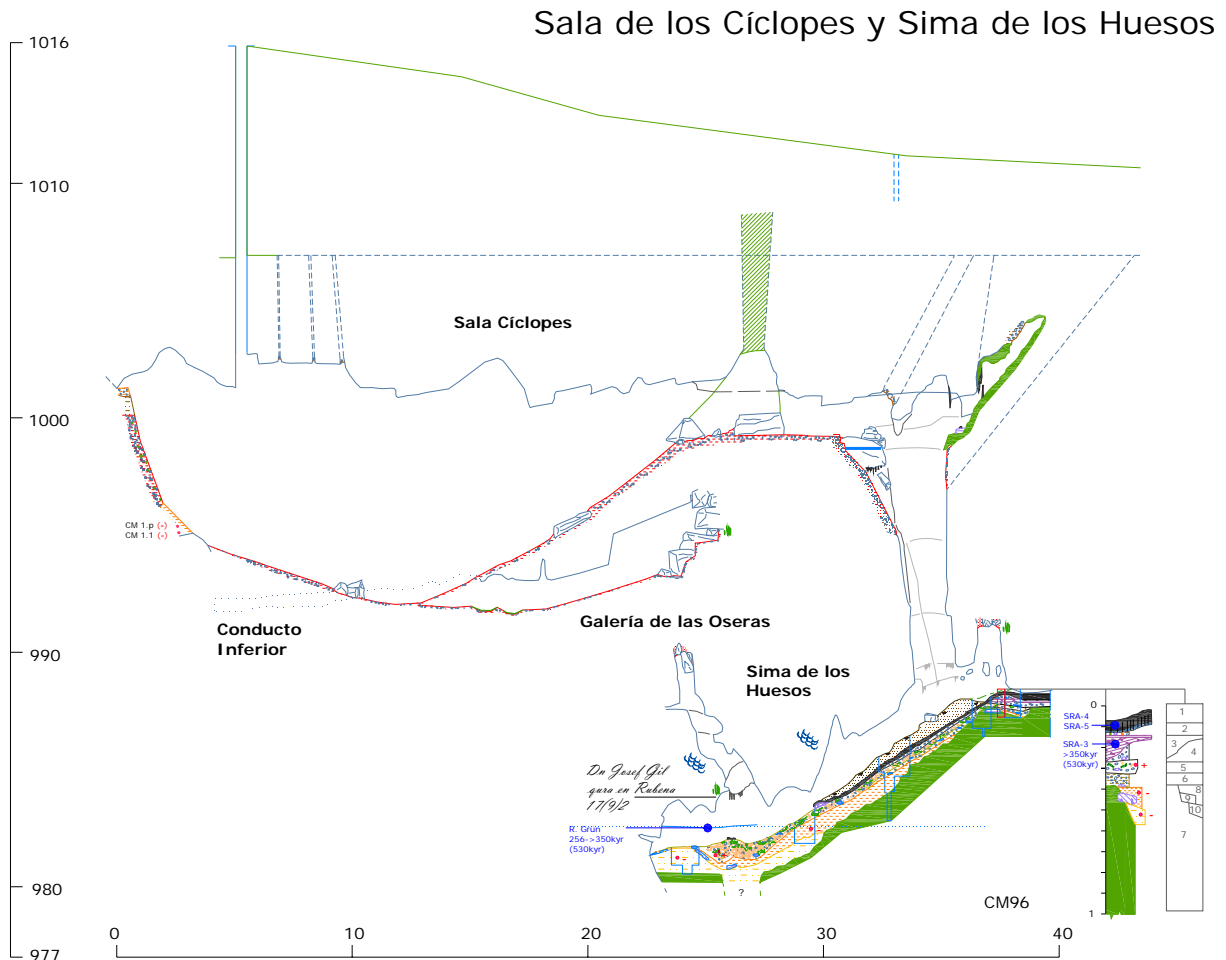 Sala de los Cíclopes y Sima de los Huesos
1016
1010
1000
990
980
977
0
10
20
30
40
Sala Cíclopes
CM 1.p (-)
CM 1.1 (-)
Conducto
Inferior
Galería de las Oseras
Sima de los
Huesos
Dn Josef Gil
qura en Rubena
17/9/2
R. Grun
256->350kyr
(530kyr)
?
CM96
SRA-4
SRA-5
SRA-3
>350kyr
(530kyr)
0
1
+
-
-
1
2
3
4
5
6
8
9
10
7